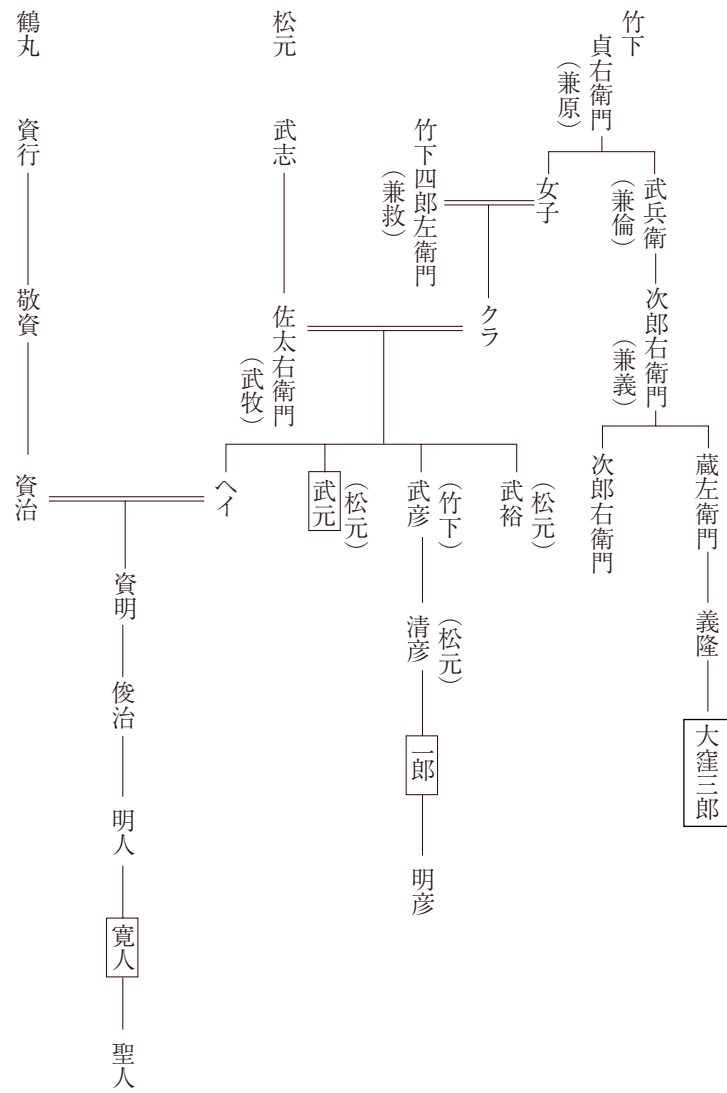 竹下
貞右衛門
(兼原)
武兵衛
(兼倫)
次郎右衛門
(兼義)
蔵左衛門
義隆
大窪三郎
次郎右衛門
女子
竹下四郎左衛門
(兼救)
クラ
松元
武志
佐太右衛門
(武牧)
(松元)
武裕
(竹下)
武彦
(松元)
清彦
一郎
明彦
(松元)
武元
ヘイ
鶴丸
資行
敬資
資治
資明
俊治
明人
寛人
聖人